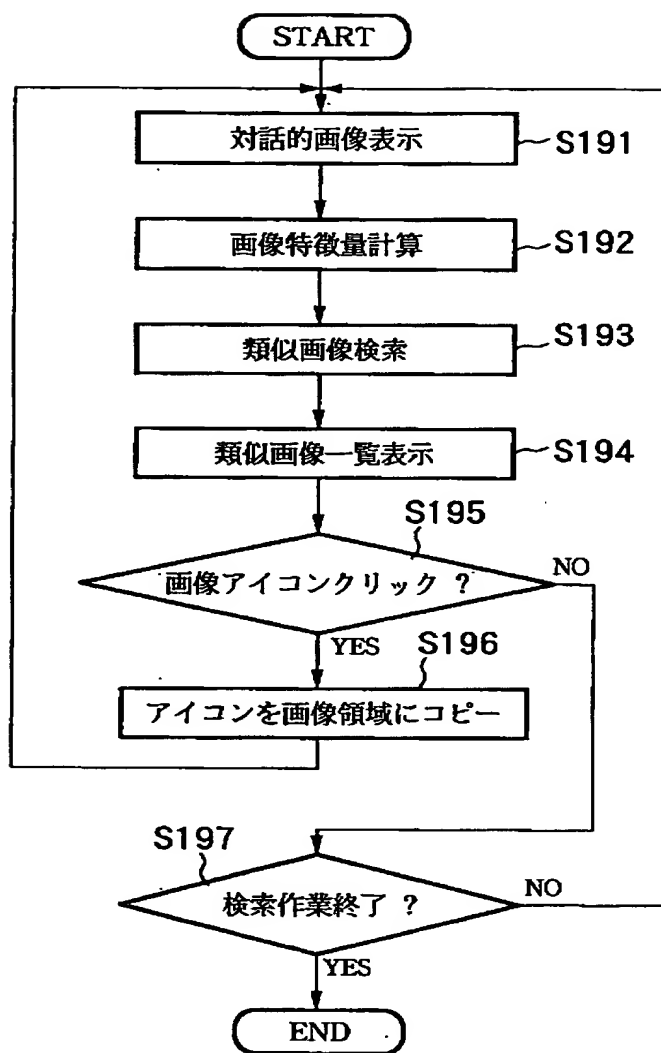 START
対話的画像表示
S191
画像特徴量計算
S192
類似画像検索
S193
類似画像一覧表示
S194
S195
画像アイコンクリック ?
NO
YES
S196
アイコンを画像領域にコピー
S197
検索作業終了 ?
NO
YES
END